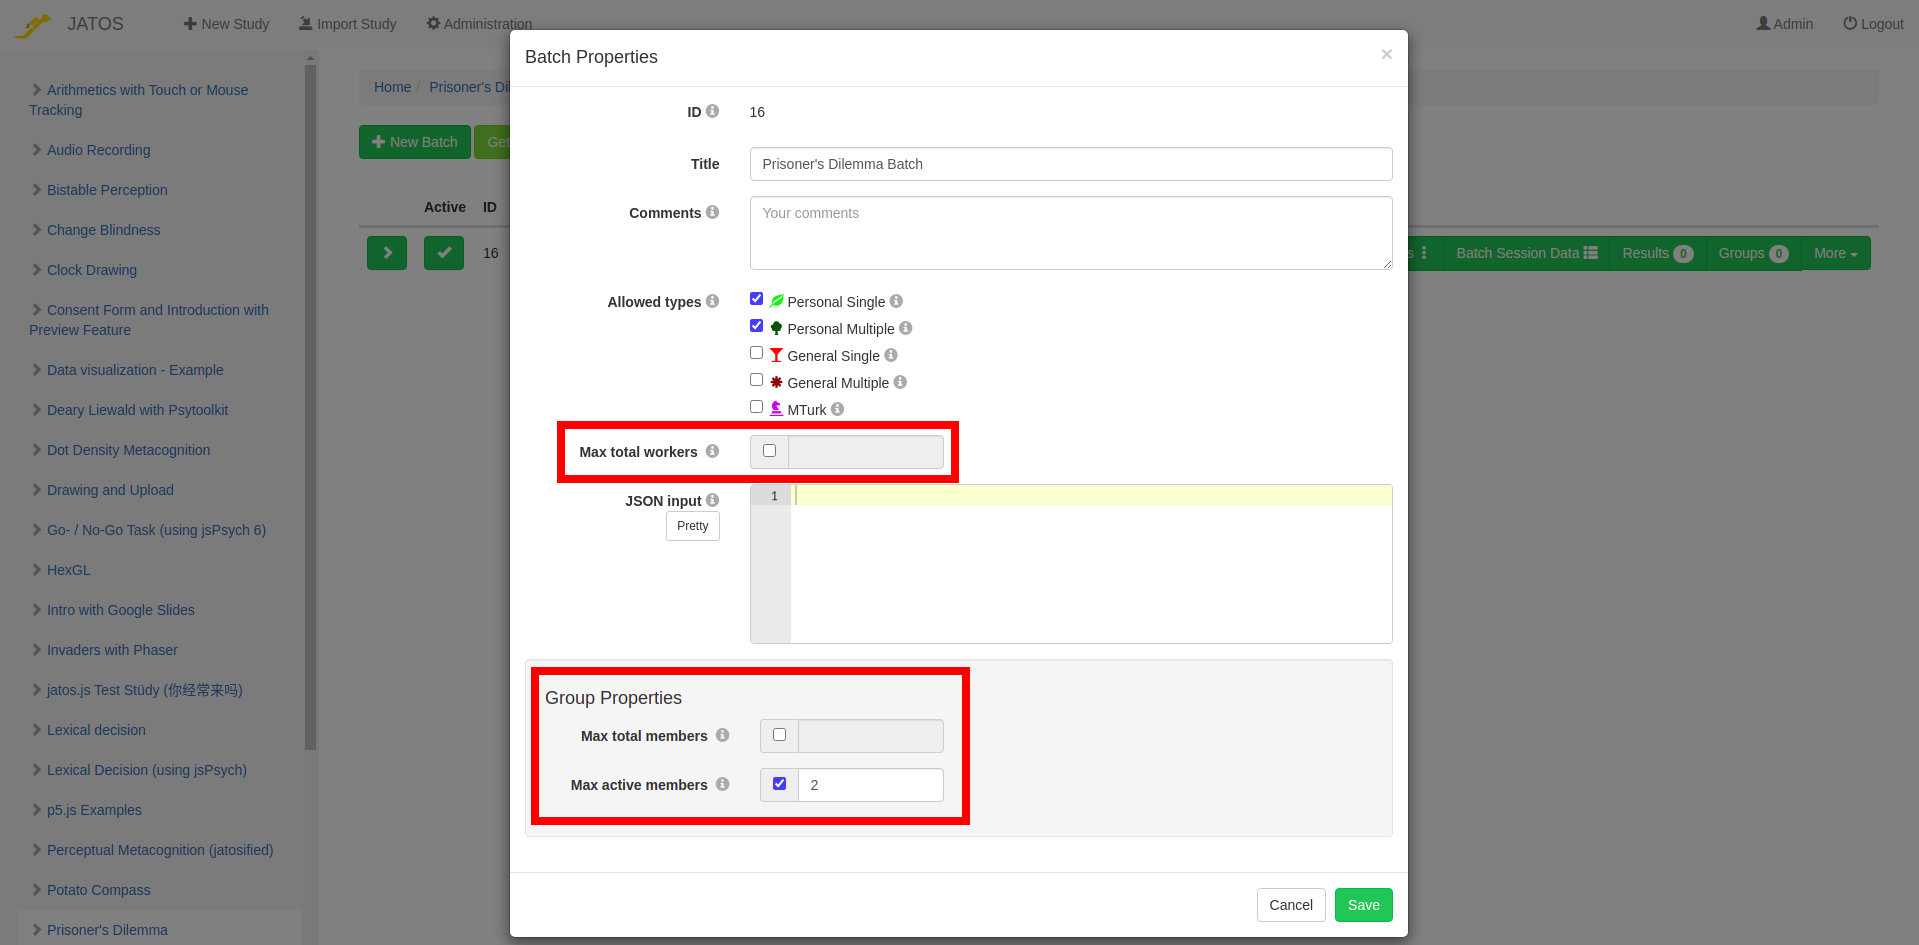 JATOS
New Study
Import Study
Administration
Admin
Logout
Arithmetics with Touch or Mouse
Tracking
Audio Recording
Bistable Perception
Change Blindness
Clock Drawing
Consent Form and Introduction with
Preview Feature
Data visualization - Example
Deary Liewald with Psytoolkit
Dot Density Metacognition
Drawing and Upload
Go- / No-Go Task (using jsPsych 6)
HexGL
Intro with Google Slides
Invaders with Phaser
jatos.js Test Stüdy (你经常来吗)
Lexical decision
Lexical Decision (using jsPsych)
p5.js Examples
Perceptual Metacognition (jatosified)
Potato Compass
Prisoner's Dilemma
Home / Prisoner's Di
New Batch
Get
Active ID
16
s
Batch Session Data
Results 0
Groups 0
More
Batch Properties
×
ID 16
Title Prisoner's Dilemma Batch
Comments Your comments
Allowed types Personal Single
Personal Multiple
General Single
General Multiple
MTurk
Max total workers
JSON input 1
Pretty
Group Properties
Max total members
Max active members 2
Cancel
Save